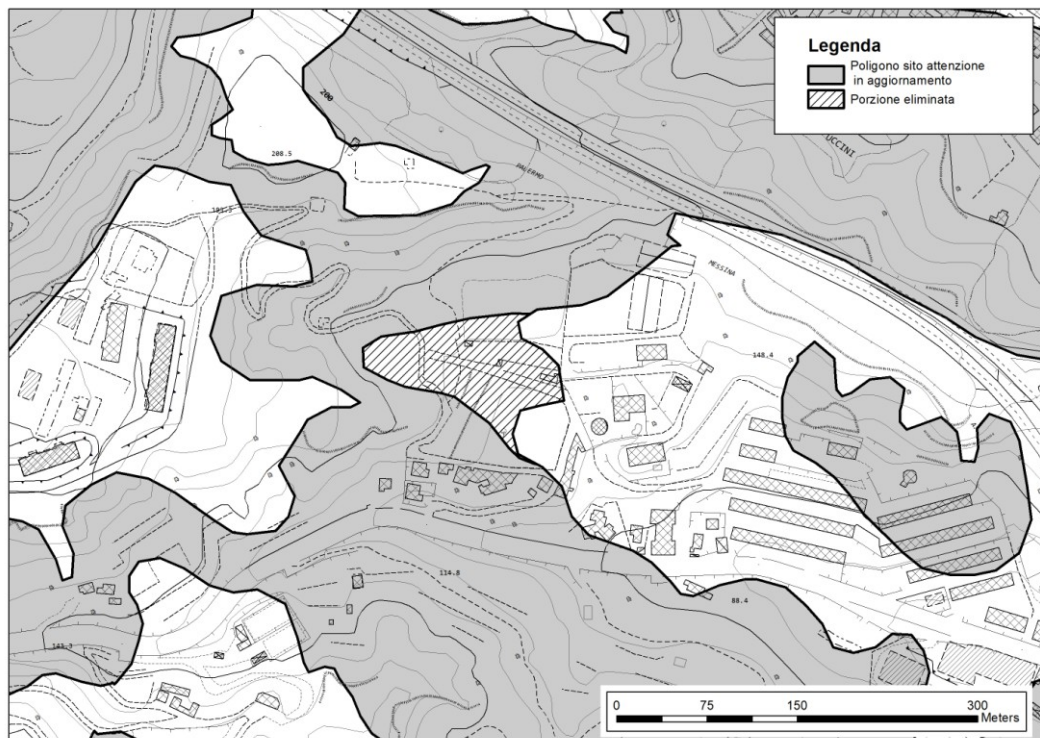 Legenda
Poligono sito attenzione
in aggiornamento
Porzione eliminata
UCCINI
200
208.5
PALERMO
MESSINA
148.4
114.8
88.4
0 75 150 300
Meters